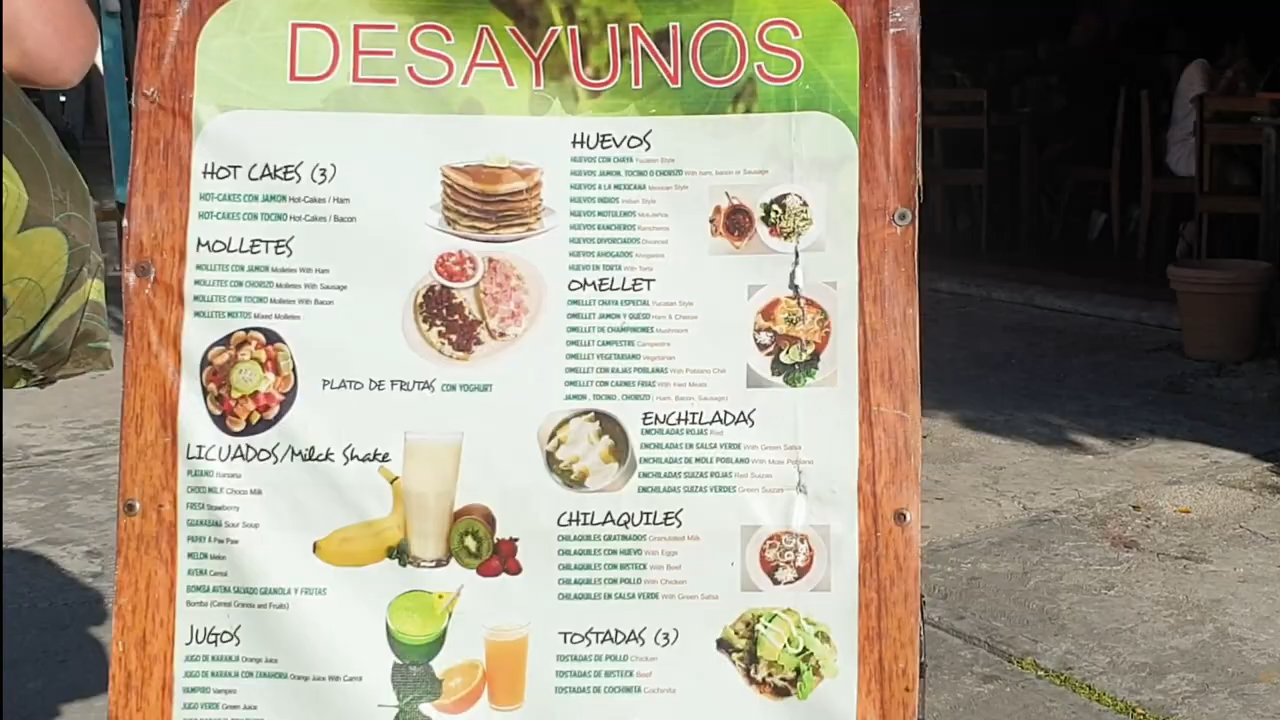 DESAYUNOS
HOT CAKES (3)
HOT-CAKES CON JAMON Hot-Cakes / Ham
HOT-CAKES CON TOCINO Hot-Cakes / Bacon
MOLLETES
MOLLETES CON JAMON Molletes With Ham
MOLLETES CON CHORIZO Molletes With Sausage
MOLLETES CON TOCINO Molletes With Bacon
MOLLETES MIXTOS Mixed Molletes
PLATO DE FRUTAS CON YOGHURT
LICUADOS/Milck Shake
PLATANO Banana
CHOCO MILK Choco Milk
FRESA Strawberry
GUANABANA Sour Soup
Paw Paw
MELON Melon
AVENA Cereal
BOMBA AVENA SALVADO GRANOLA Y FRUTAS
Bomba (Cereal Granola and Fruits)
JUGOS
JUGO DE NARANJA Orange Juice
JUGO DE NARANJA CON ZANAHORIA Orange Juice With Carrot
VAMPIRO Vampiro
JUGO VERDE Green Juice
HUEVOS
HUEVOS CON CHAYA Yucatan Style
HUEVOS JAMON, TOCINO O CHORIZO With ham, bacon or Sausage
HUEVOS A LA MEXICANA Mexican Style
HUEVOS INDIOS Indian Style
HUEVOS MOTULEÑOS Motuleños
HUEVOS RANCHEROS Rancheros
HUEVOS DIVORCIADOS Divorced
HUEVOS AHOGADOS Ahogados
HUEVO EN TORTA With Torta
OMELLET
OMELLET CHAYA ESPECIAL Yucatan Style
OMELLET JAMON Y QUESO Ham & Cheese
OMELLET DE CHAMPIÑONES Mushroom
OMELLET CAMPESTRE Campestre
OMELLET VEGETARIANO Vegetarian
OMELLET CON RAJAS POBLANAS With Poblano Chili
OMELLET CON CARNES FRIAS With Meats
JAMON , TOCINO , CHORIZO ( Ham, Bacon, Sausage)
ENCHILADAS
ENCHILADAS ROJAS Red
ENCHILADAS EN SALSA VERDE With Green Salsa
ENCHILADAS DE MOLE POBLANO With Mole Poblano
ENCHILADAS SUIZAS ROJAS Red Suizas
ENCHILADAS SUIZAS VERDES Green Suizas
CHILAQUILES
CHILAQUILES GRATINADOS Milk
CHILAQUILES CON HUEVO With Eggs
CHILAQUILES CON BISTECK With Beef
CHILAQUILES CON POLLO With Chicken
CHILAQUILES EN SALSA VERDE With Green Salsa
TOSTADAS (3)
TOSTADAS DE POLLO Chicken
TOSTADAS DE BISTECK Beef
TOSTADAS DE COCHINITA Cochinita